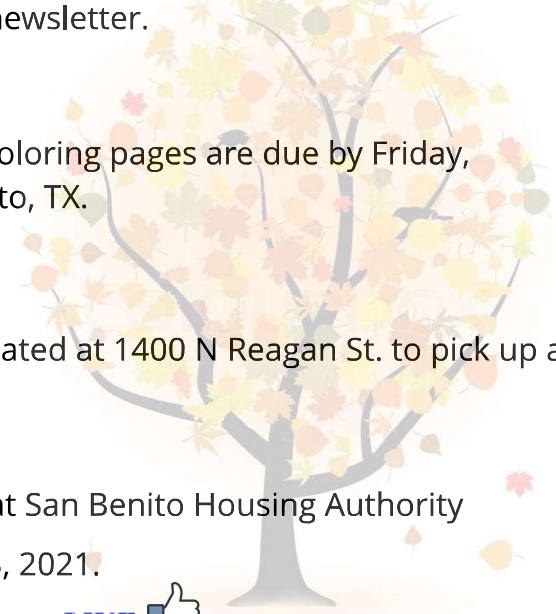 newsletter.
oloring pages are due by Friday,
to, TX.
ated at 1400 N Reagan St. to pick up a
at San Benito Housing Authority
, 2021.